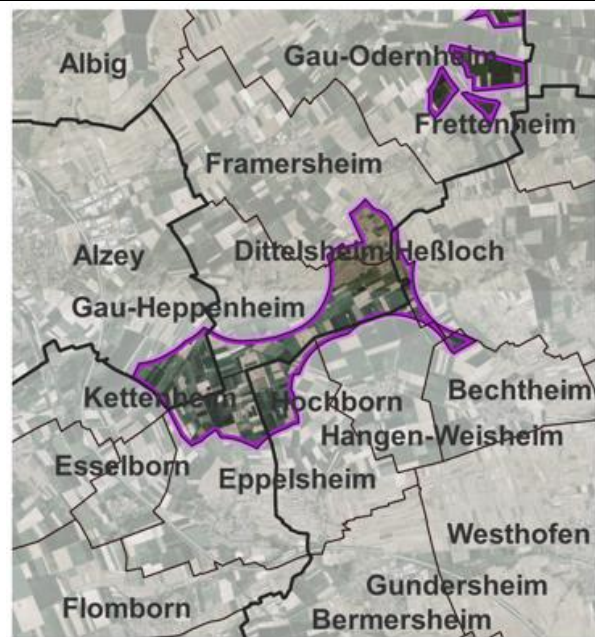 Gau-Odernheim
Albig
Frettenheim
Framersheim
Dittelsheim-Heßloch
Alzey
Gau-Heppenheim
Kettenheim
Hochborn
Bechtheim
Hangen-Weisheim
Esselborn
Eppelsheim
Westhofen
Gundersheim
Flomborn
Bermersheim